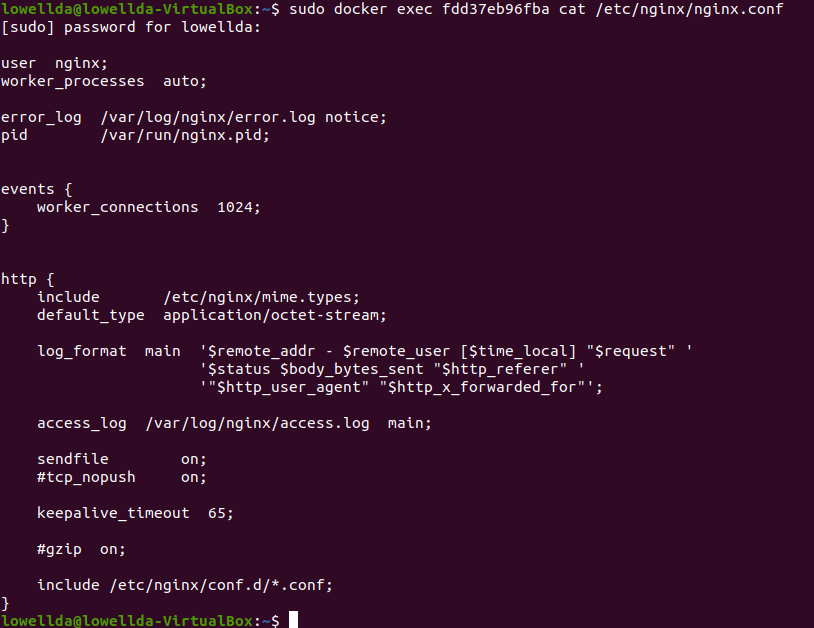 lowellda@lowellda-VirtualBox:~$ sudo docker exec fdd37eb96fba cat /etc/nginx/nginx.conf
[sudo] password for lowellda:
user  nginx;
worker_processes  auto;
error_log  /var/log/nginx/error.log notice;
pid        /var/run/nginx.pid;
events {
    worker_connections  1024;
}
http {
    include       /etc/nginx/mime.types;
    default_type  application/octet-stream;
    log_format  main  '$remote_addr - $remote_user [$time_local] "$request" '
                      '$status $body_bytes_sent "$http_referer" '
                      '"$http_user_agent" "$http_x_forwarded_for"';
    access_log  /var/log/nginx/access.log  main;
    sendfile        on;
    #tcp_nopush     on;
    keepalive_timeout  65;
    #gzip  on;
    include /etc/nginx/conf.d/*.conf;
}
lowellda@lowellda-VirtualBox:~$